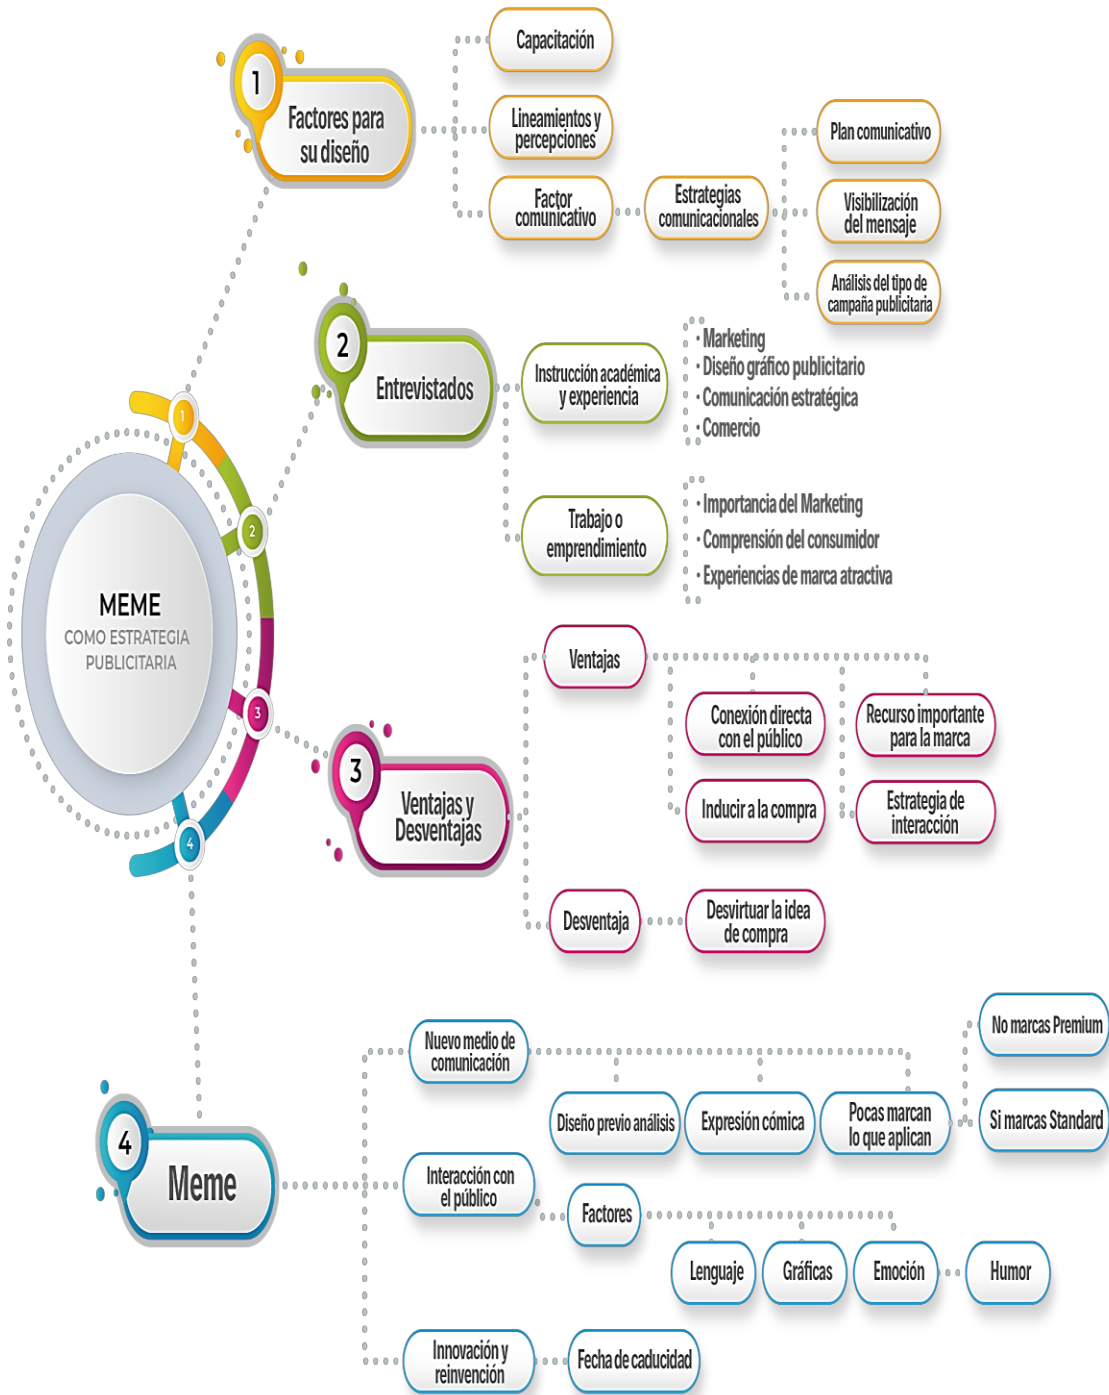 1
Factores para
su diseño
Capacitación
Lineamientos y
percepciones
Factor
comunicativo
Estrategias
comunicacionales
Plan comunicativo
Visibilización
del mensaje
Análisis del tipo de
campaña publicitaria
2
Entrevistados
Instrucción académica
y experiencia
· Marketing
· Diseño gráfico publicitario
· Comunicación estratégica
· Comercio
Trabajo o
emprendimiento
· Importancia del Marketing
· Comprensión del consumidor
· Experiencias de marca atractiva
MEME
COMO ESTRATEGIA
PUBLICITARIA
1
2
3
4
3
Ventajas y
Desventajas
Ventajas
Conexión directa
con el público
Recurso importante
para la marca
Inducir a la compra
Estrategia de
interacción
Desventaja
Desvirtuar la idea
de compra
4
Meme
Nuevo medio de
comunicación
Diseño previo análisis
Expresión cómica
Pocas marcan
lo que aplican
No marcas Premium
Si marcas Standard
Interacción con
el público
Factores
Lenguaje
Gráficas
Emoción
Humor
Innovación y
reinvención
Fecha de caducidad